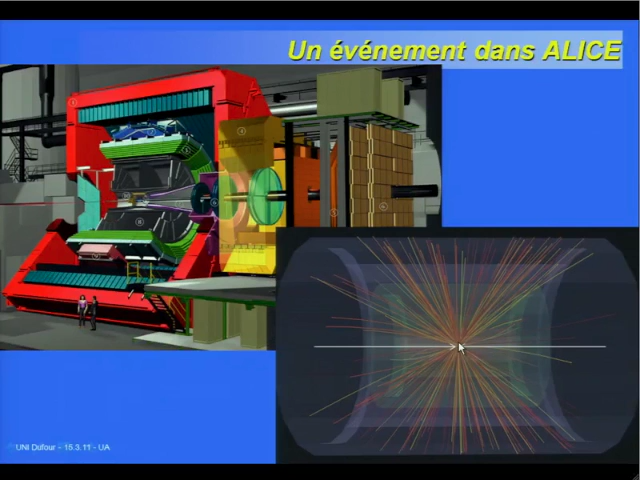 Un événement dans ALICE
UNI Dufour – 15.3.11 - UA